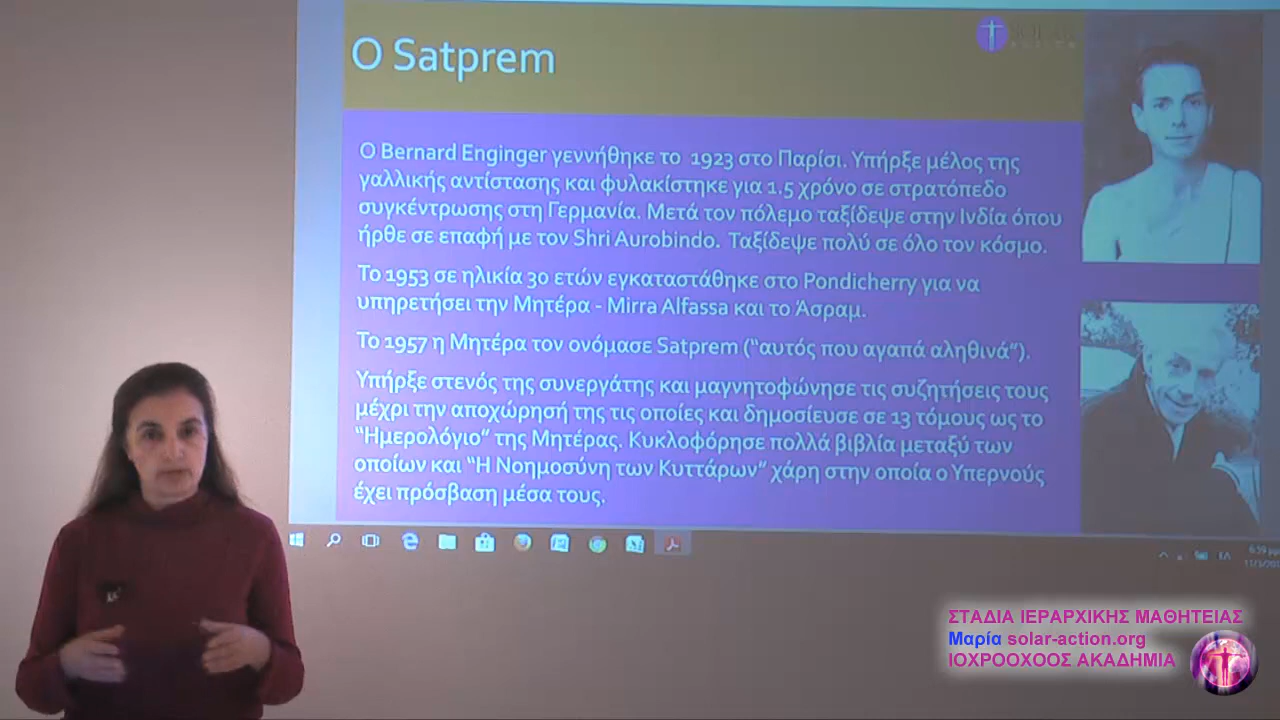 Ο Satprem
SOLAR
ACTION
Ο Bernard Enginger γεννήθηκε το 1923 στο Παρίσι. Υπήρξε μέλος της
γαλλικής αντίστασης και φυλακίστηκε για 1.5 χρόνο σε στρατόπεδο
συγκέντρωσης στη Γερμανία. Μετά τον πόλεμο ταξίδεψε στην Ινδία όπου
ήρθε σε επαφή με τον Shri Aurobindo. Ταξίδεψε πολύ σε όλο τον κόσμο.
Το 1953 σε ηλικία 30 ετών εγκαταστάθηκε στο Pondicherry για να
υπηρετήσει την Μητέρα - Mirra Alfassa και το Άσραμ.
Το 1957 η Μητέρα τον ονόμασε Satprem ("αυτός που αγαπά αληθινά").
Υπήρξε στενός της συνεργάτης και μαγνητοφώνησε τις συζητήσεις τους
μέχρι την αποχώρησή της τις οποίες και δημοσίευσε σε 13 τόμους ως το
"Ημερολόγιο" της Μητέρας. Κυκλοφόρησε πολλά βιβλία μεταξύ των
οποίων και "Η Νοημοσύνη των Κυττάρων" χάρη στην οποία ο Υπερνούς
έχει πρόσβαση μέσα τους.
ΕΛ
6:59 μμ
ΣΤΑΔΙΑ ΙΕΡΑΡΧΙΚΗΣ ΜΑΘΗΤΕΙΑΣ
Μαρία solar-action.org
ΙΟΧΡΟΟΧΟΟΣ ΑΚΑΔΗΜΙΑ